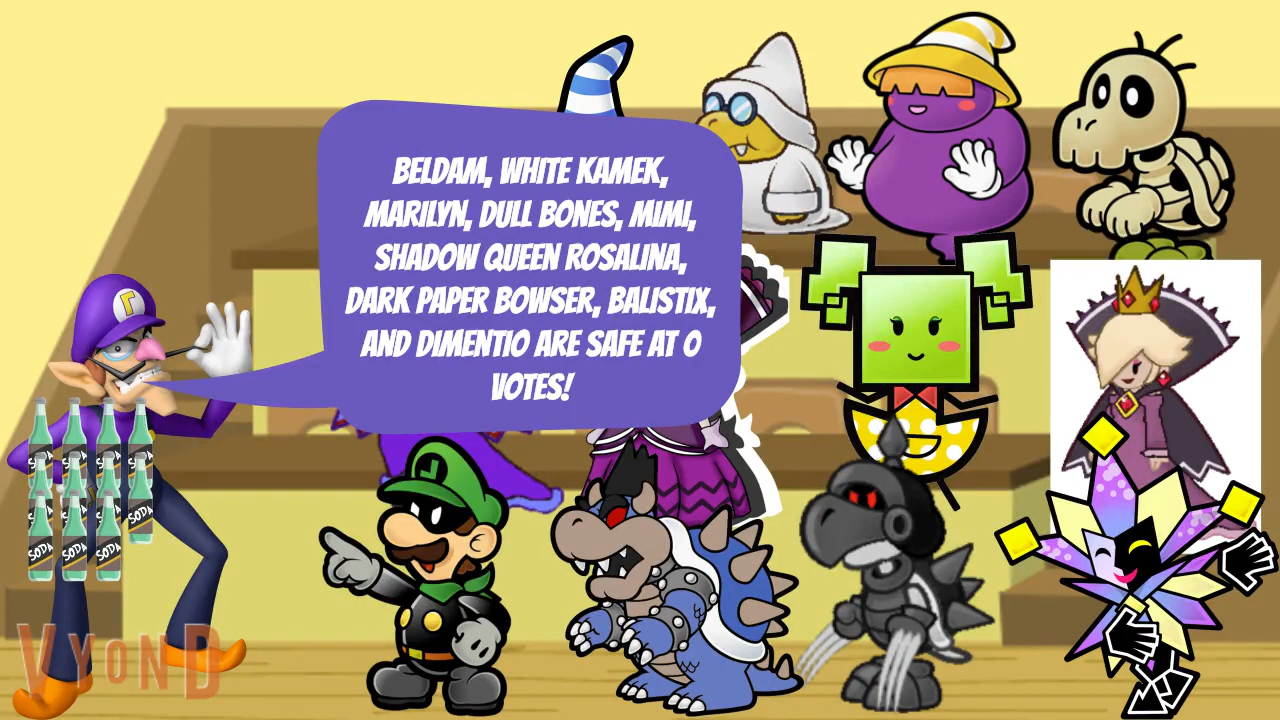 BELDAM, WHITE KAMEK,
MARILYN, DULL BONES, MIMI,
SHADOW QUEEN ROSALINA,
DARK PAPER BOWSER, BALISTIX,
AND DIMENTIO ARE SAFE AT 0
VOTES!
SODA SODA SODA SODA
SODA SODA SODA SODA
SODA SODA SODA
VYOND